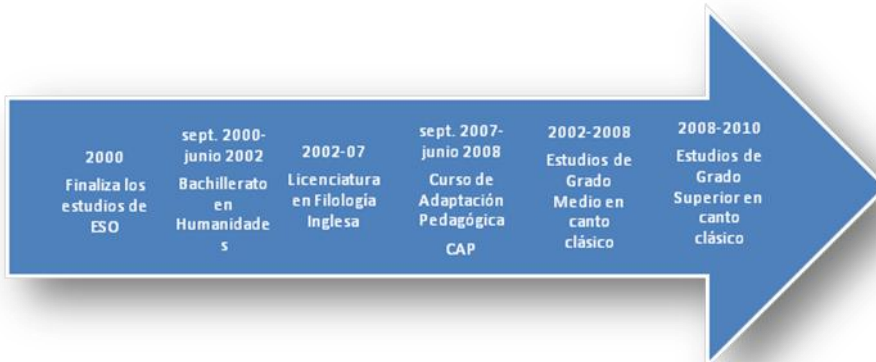 2000
Finaliza los
estudios de
ESO
sept. 2000-
junio 2002
Bachillerato
en
Humanidade
s
2002-07
Licenciatura
en Filología
Inglesa
sept. 2007-
junio 2008
Curso de
Adaptación
Pedagógica
CAP
2002-2008
Estudios de
Grado
Medio en
canto
clásico
2008-2010
Estudios de
Grado
Superior en
canto
clásico